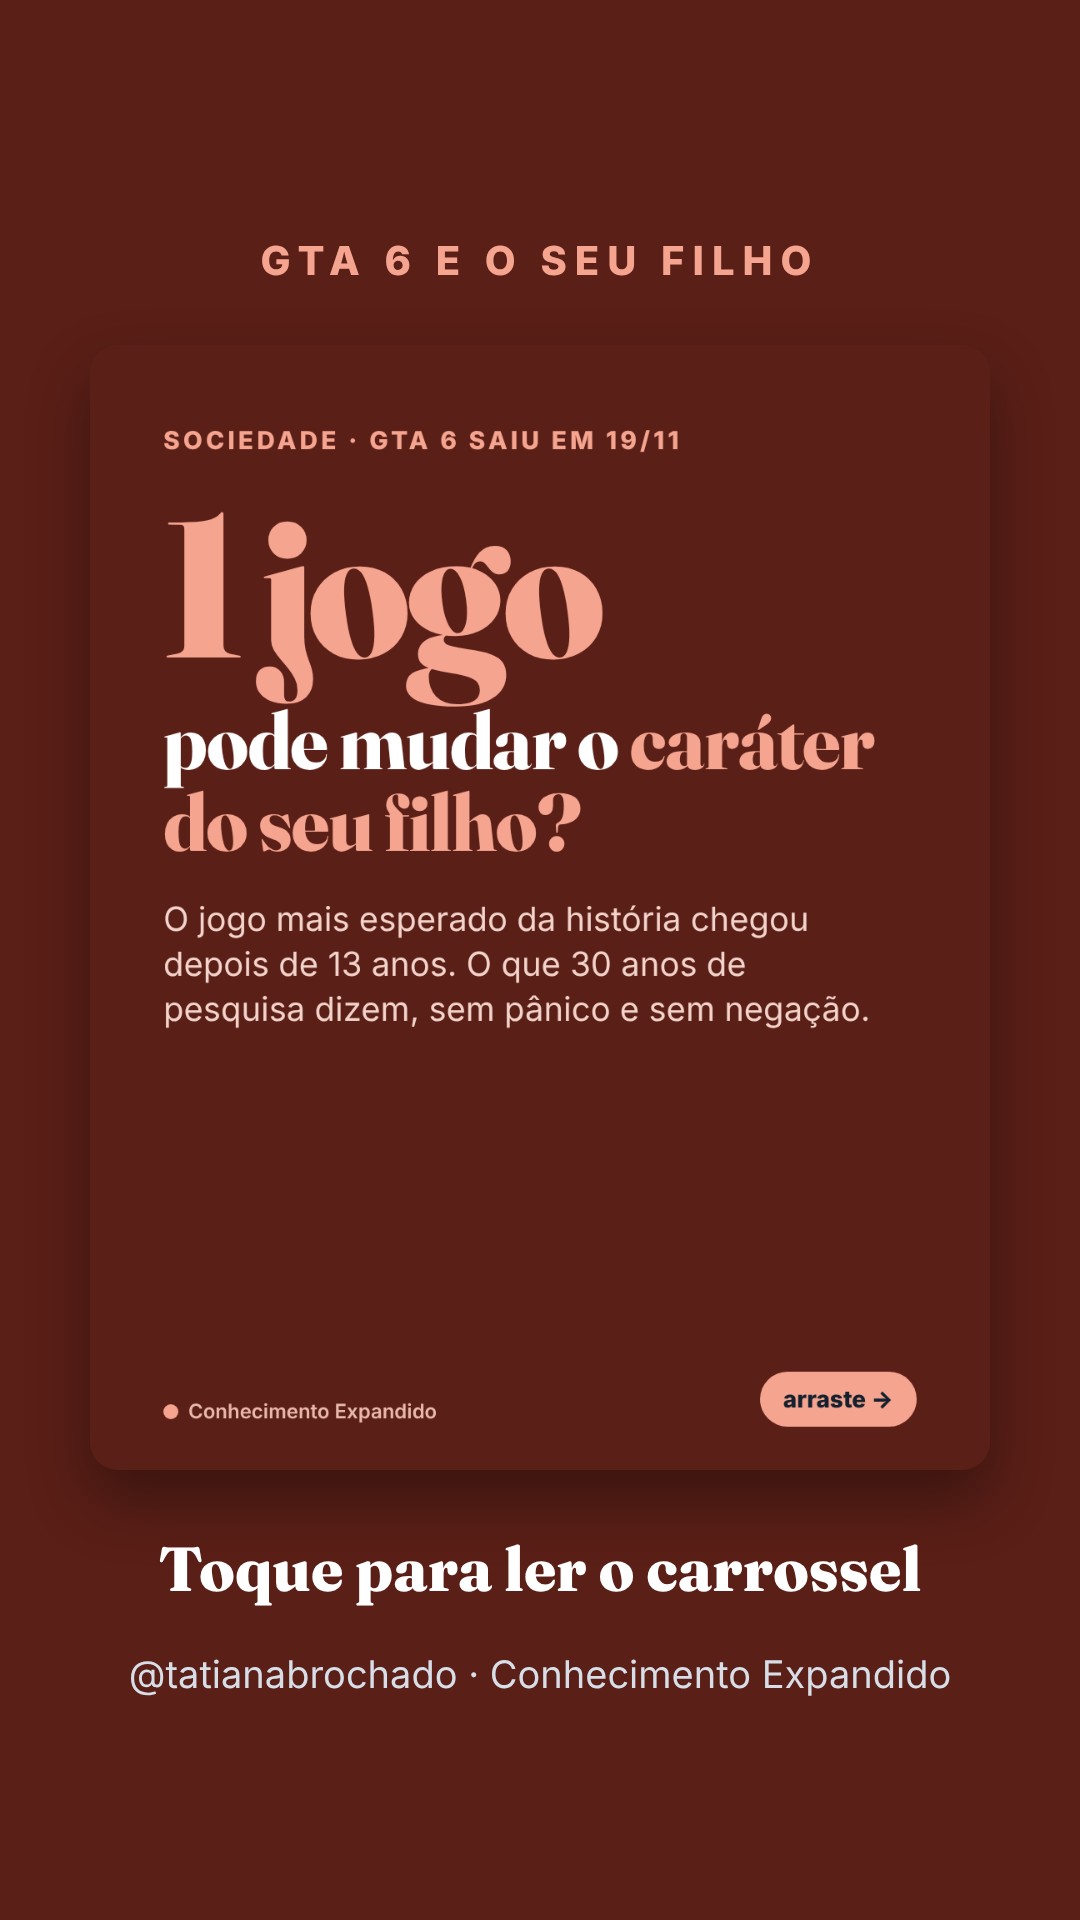 GTA 6 E O SEU FILHO
SOCIEDADE · GTA 6 SAIU EM 19/11
1 jogo
pode mudar o caráter
do seu filho?
O jogo mais esperado da história chegou
depois de 13 anos. O que 30 anos de
pesquisa dizem, sem pânico e sem negação.
Conhecimento Expandido
arraste →
Toque para ler o carrossel
@tatianabrochado · Conhecimento Expandido